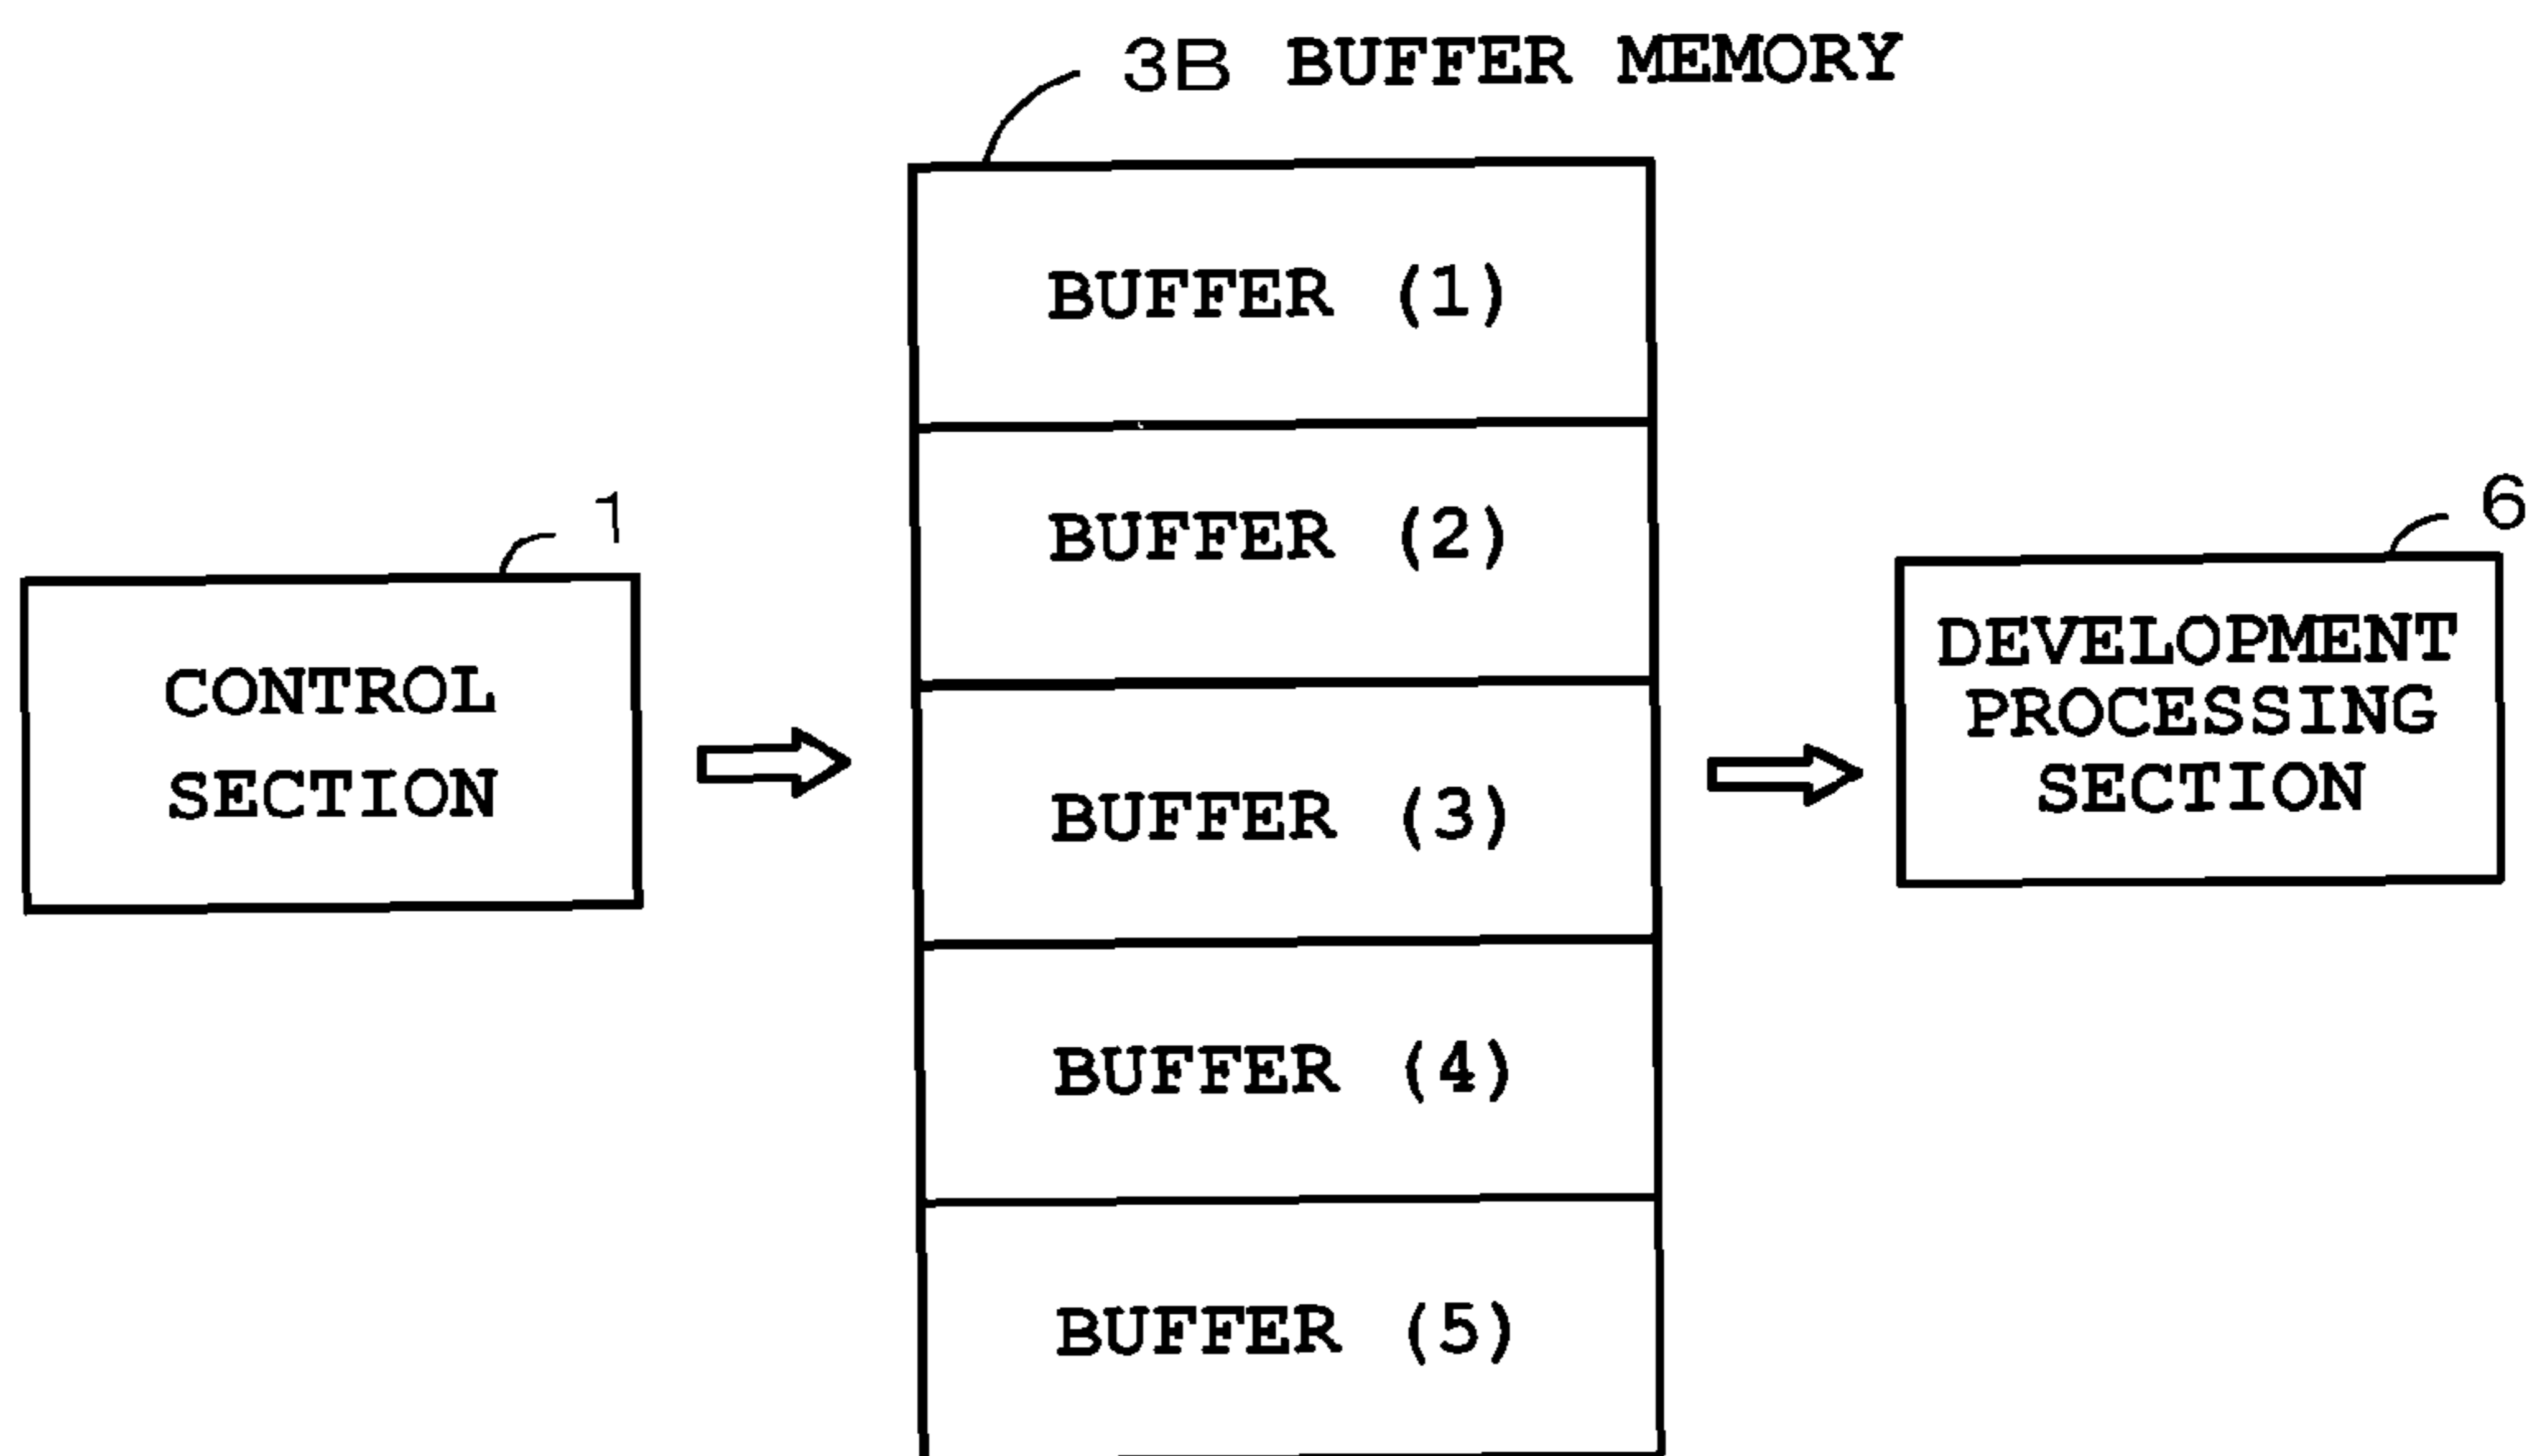 3B BUFFER MEMORY
BUFFER (1)
BUFFER (2)
1
CONTROL
SECTION
BUFFER (3)
6
DEVELOPMENT
PROCESSING
SECTION
BUFFER (4)
BUFFER (5)